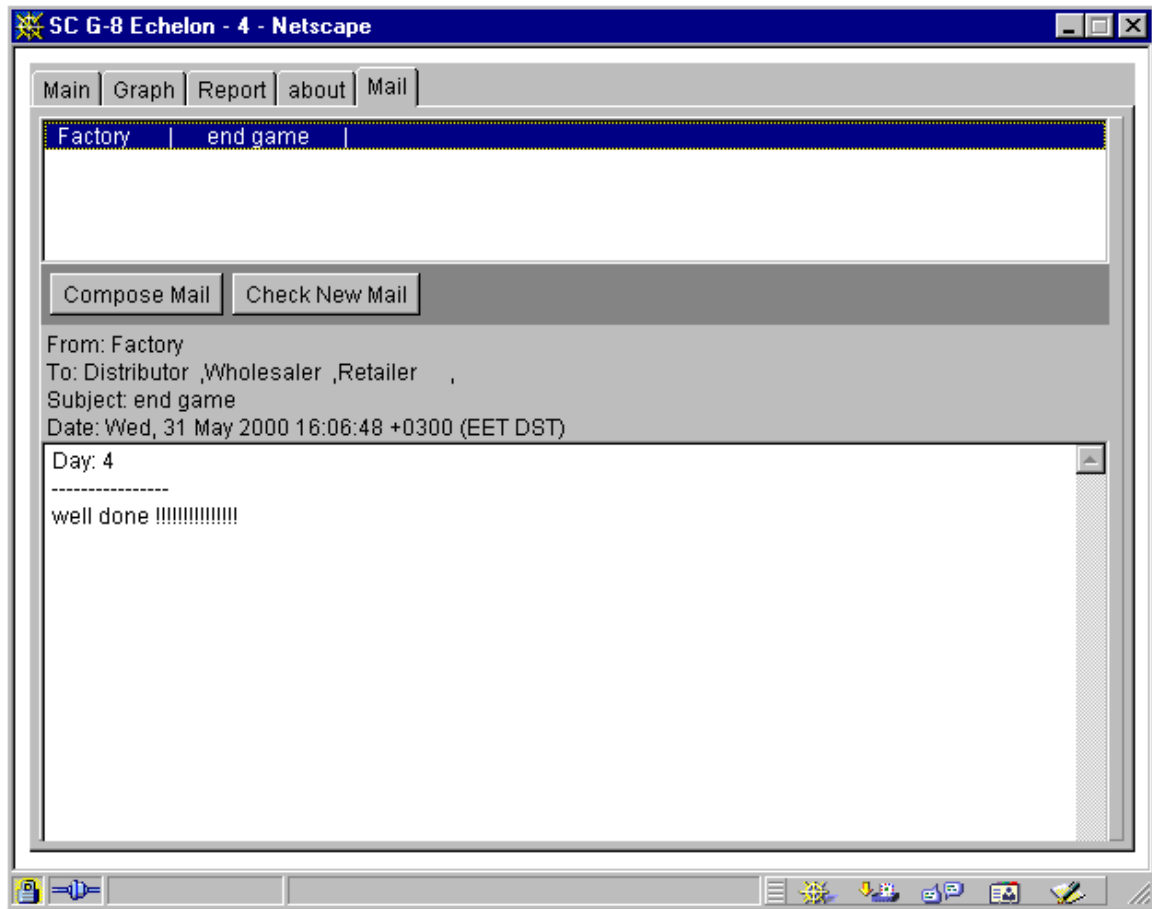 SC G-8 Echelon - 4 - Netscape
Main Graph Report about Mail
Factory | end game |
Compose Mail Check New Mail
From: Factory
To: Distributor ,Wholesaler ,Retailer ,
Subject: end game
Date: Wed, 31 May 2000 16:06:48 +0300 (EET DST)
Day: 4
----------------
well done !!!!!!!!!!!!!!!